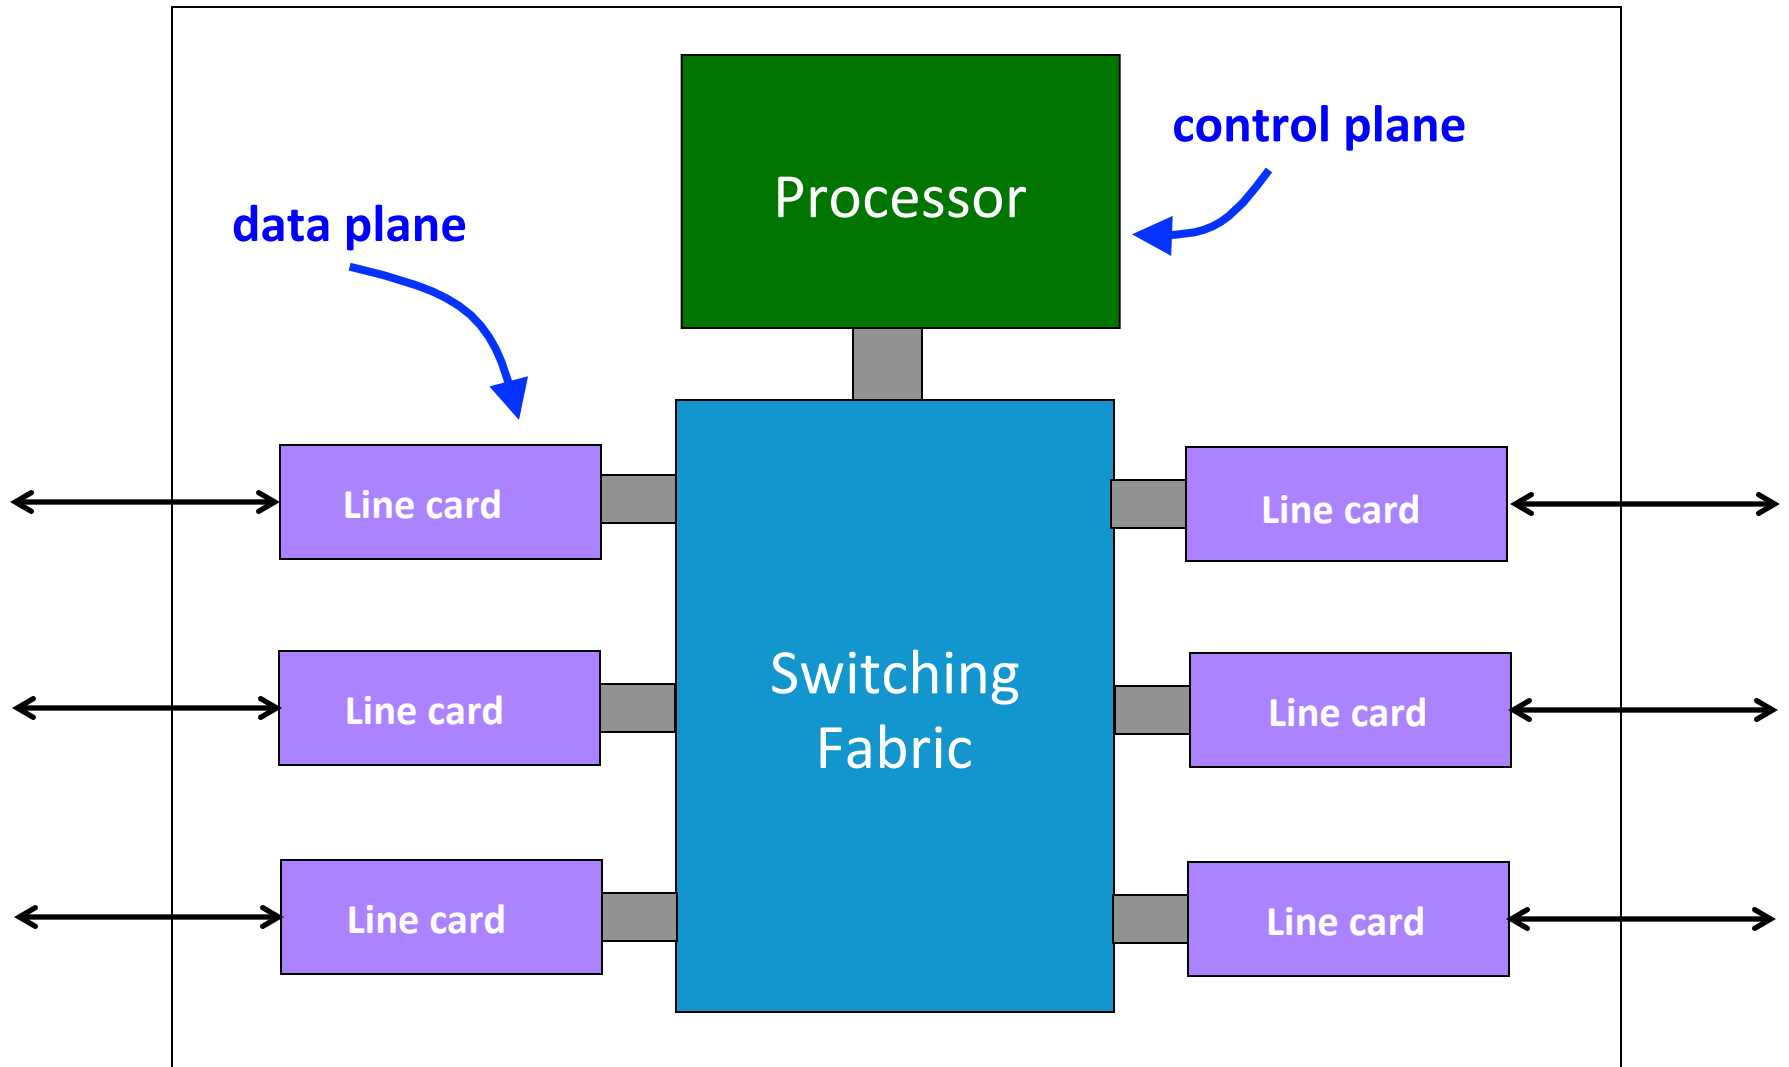 control plane
Processor
data plane
Line card
Line card
Switching
Fabric
Line card
Line card
Line card
Line card